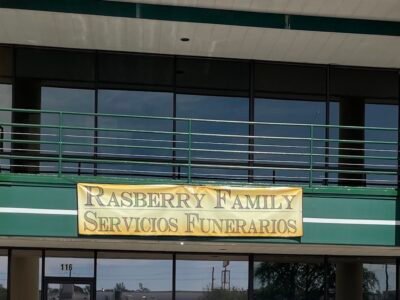 RASBERRY FAMILY
SERVICIOS FUNERARIOS
116